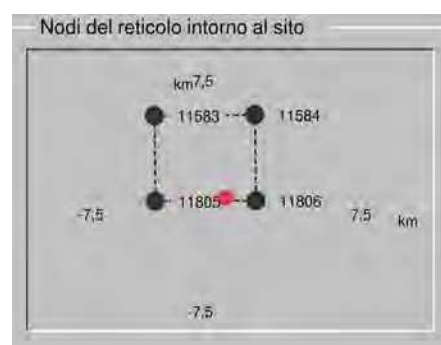 Nodi del reticolo intorno al sito
km7,5
11583 11584
11805 11806
-7,5 7,5 km
-7,5